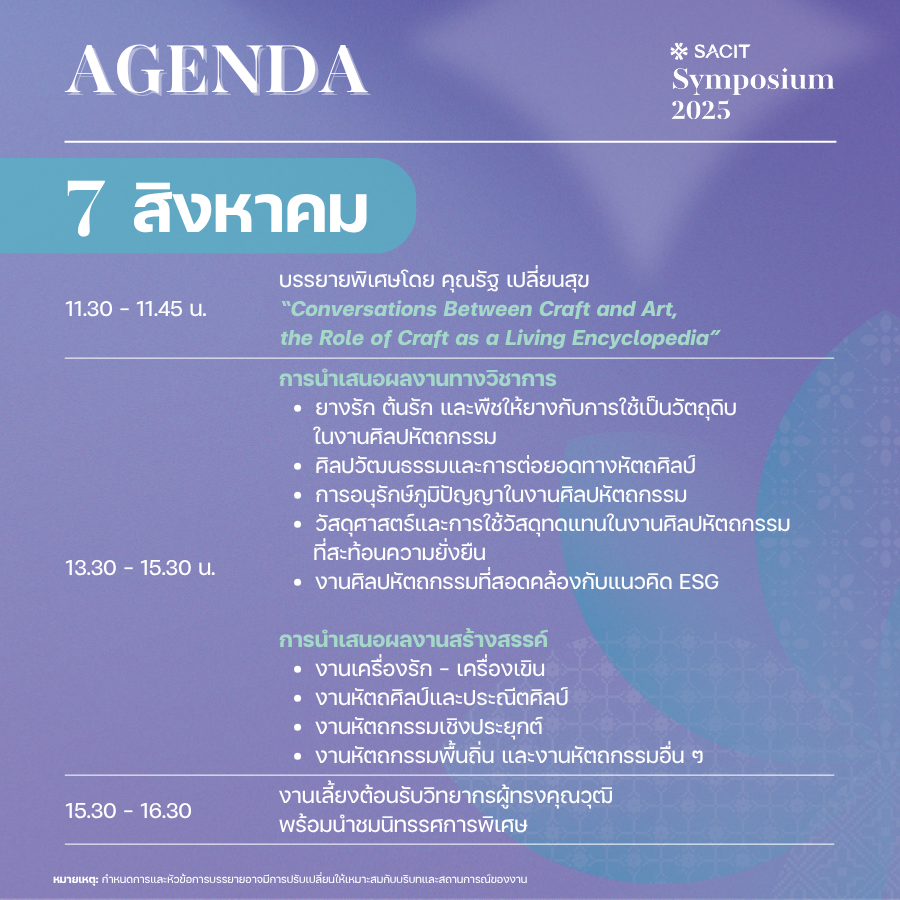 AGENDA
SACIT
Symposium
2025
7 สิงหาคม
11.30 - 11.45 น.
บรรยายพิเศษโดย คุณรัฐ เปลี่ยนสุข
“Conversations Between Craft and Art,
the Role of Craft as a Living Encyclopedia”
13.30 - 15.30 น.
การนำเสนอผลงานทางวิชาการ
• ยางรัก ต้นรัก และพืชให้ยางกับการใช้เป็นวัตถุดิบ
ในงานศิลปหัตถกรรม
• ศิลปวัฒนธรรมและการต่อยอดทางหัตถศิลป์
• การอนุรักษ์ภูมิปัญญาในงานศิลปหัตถกรรม
• วัสดุศาสตร์และการใช้วัสดุทดแทนในงานศิลปหัตถกรรม
ที่สะท้อนความยั่งยืน
• งานศิลปหัตถกรรมที่สอดคล้องกับแนวคิด ESG
การนำเสนอผลงานสร้างสรรค์
• งานเครื่องรัก - เครื่องเขิน
• งานหัตถศิลป์และประณีตศิลป์
• งานหัตถกรรมเชิงประยุกต์
• งานหัตถกรรมพื้นถิ่น และงานหัตถกรรมอื่น ๆ
15.30 - 16.30
งานเลี้ยงต้อนรับวิทยากรผู้ทรงคุณวุฒิ
พร้อมนำชมนิทรรศการพิเศษ
หมายเหตุ: กำหนดการและหัวข้อการบรรยายอาจมีการปรับเปลี่ยนให้เหมาะสมกับบริบทและสถานการณ์ของงาน